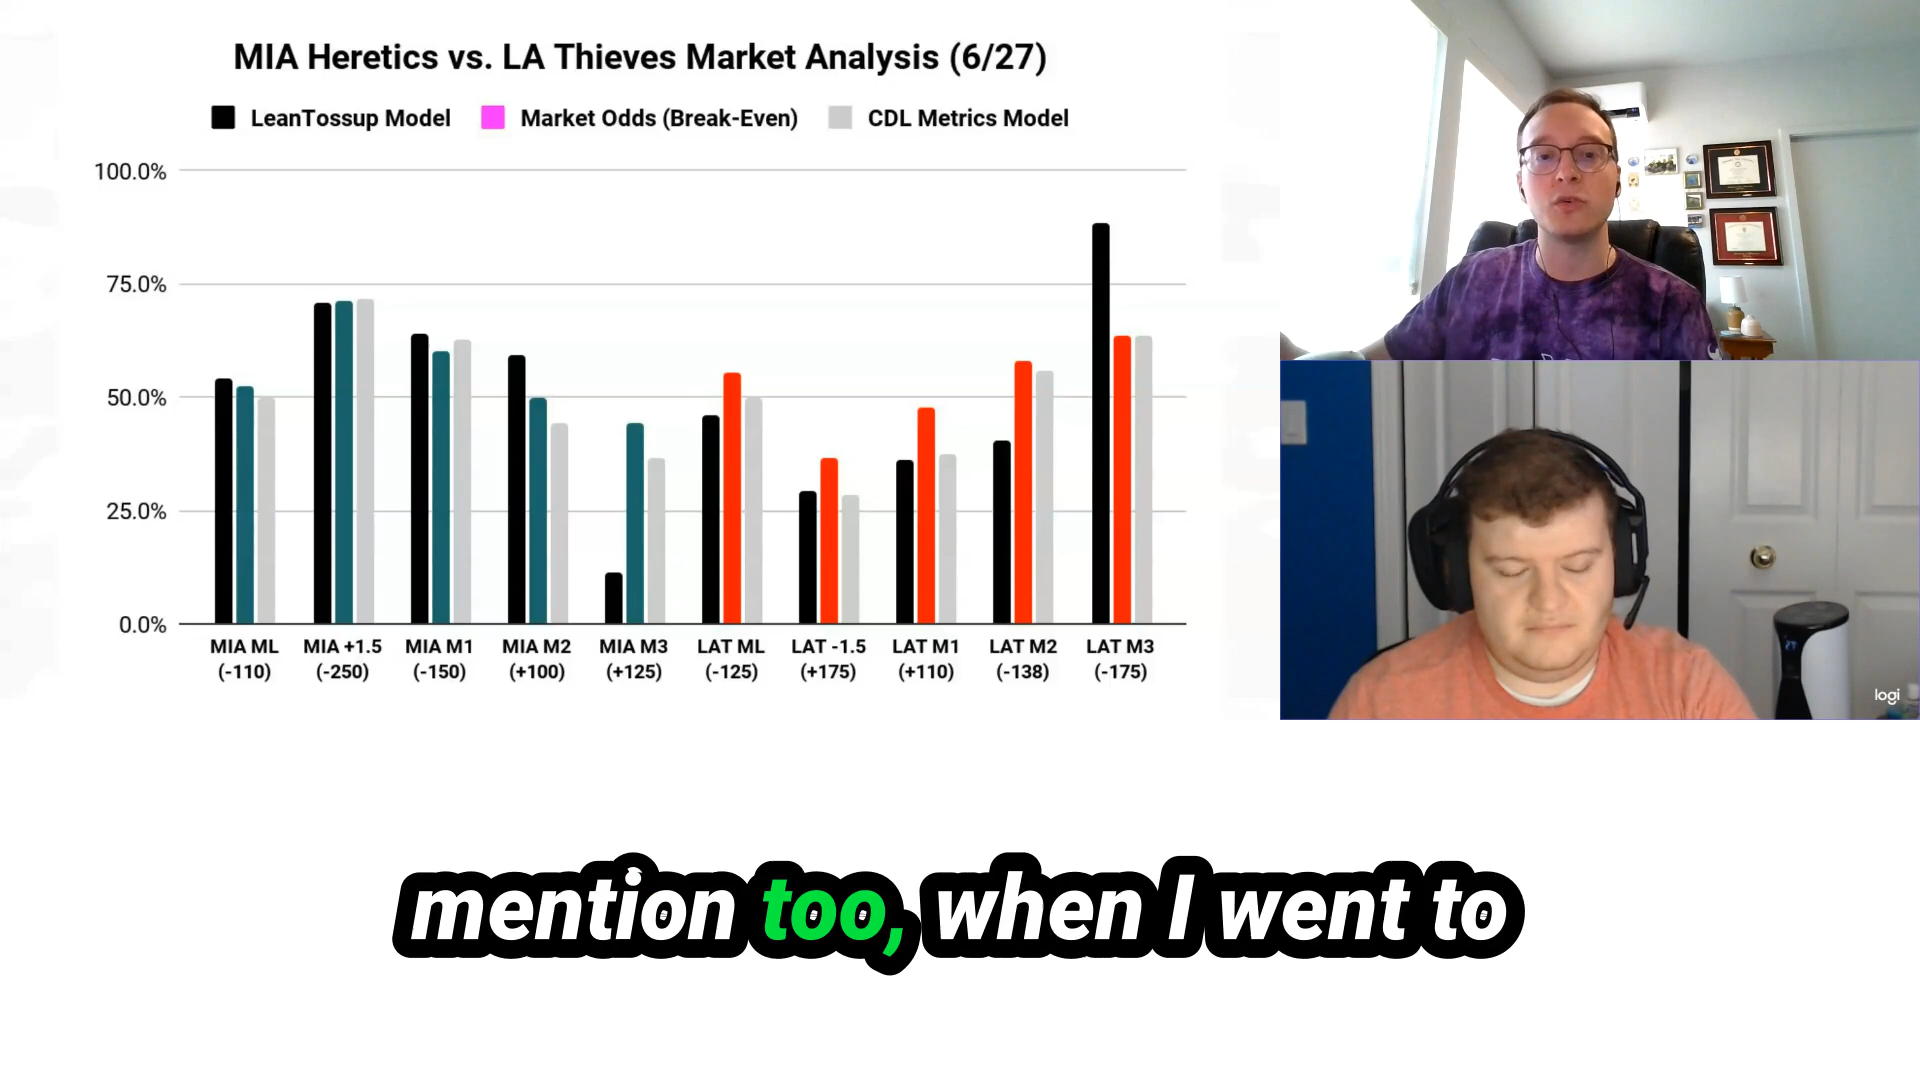 MIA Heretics vs. LA Thieves Market Analysis (6/27)
LeanTossup Model Market Odds (Break-Even) CDL Metrics Model
100.0%
75.0%
50.0%
25.0%
0.0%
MIA ML MIA +1.5 MIA M1 MIA M2 MIA M3 LAT ML LAT -1.5 LAT M1 LAT M2 LAT M3
(-110) (-250) (-150) (+100) (+125) (-125) (+175) (+110) (-138) (-175)
logi
mention too, when I went to